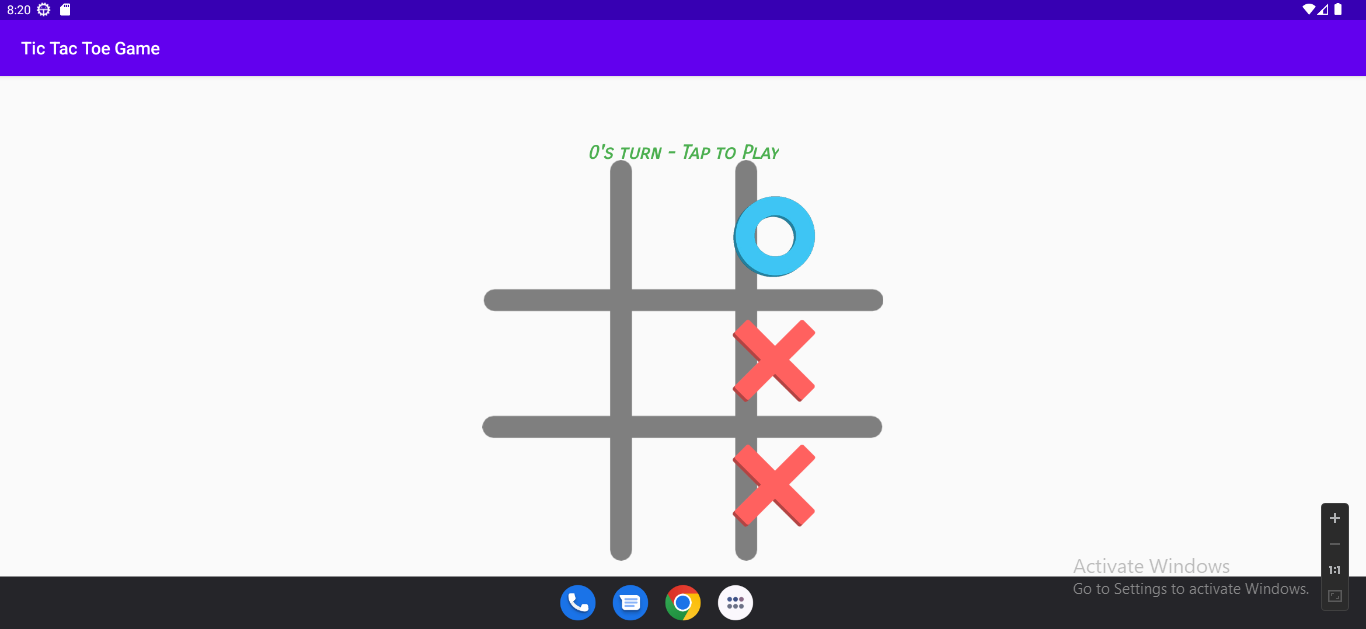 8:20
Tic Tac Toe Game
0's turn - Tap to Play
Activate Windows
Go to Settings to activate Windows.
1:1